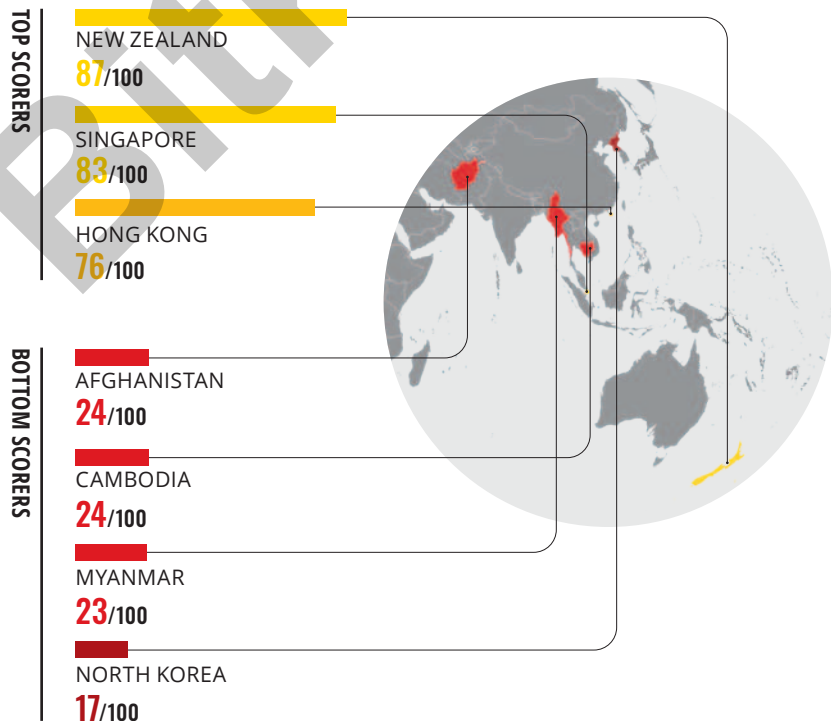 TOP SCORERS
NEW ZEALAND
87/100
SINGAPORE
83/100
HONG KONG
76/100
BOTTOM SCORERS
AFGHANISTAN
24/100
CAMBODIA
24/100
MYANMAR
23/100
NORTH KOREA
17/100